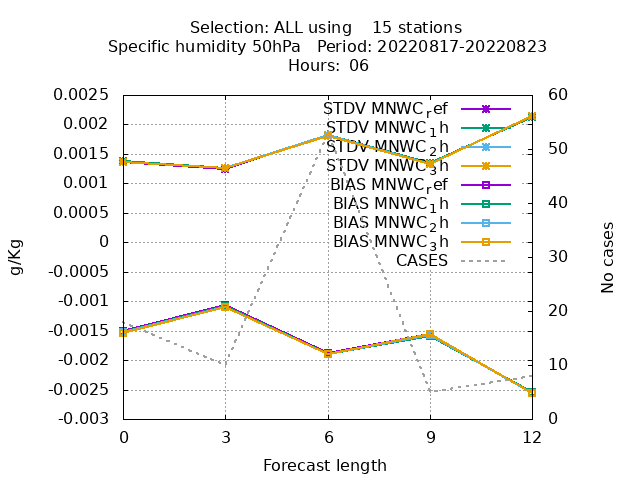 Selection: ALL using    15 stations
Specific humidity 50hPa   Period: 20220817-20220823
Hours: 06
0.0025
0.002
0.0015
0.001
0.0005
0
-0.0005
-0.001
-0.0015
-0.002
-0.0025
-0.003
g/Kg
STDV MNWC_ref
STDV MNWC_1h
STDV MNWC_2h
STDV MNWC_3h
BIAS MNWC_ref
BIAS MNWC_1h
BIAS MNWC_2h
BIAS MNWC_3h
CASES
60
50
40
30
20
10
0
No cases
0 3 6 9 12
Forecast length